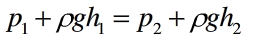 p₁ + ρgh₁ = p₂ + ρgh₂